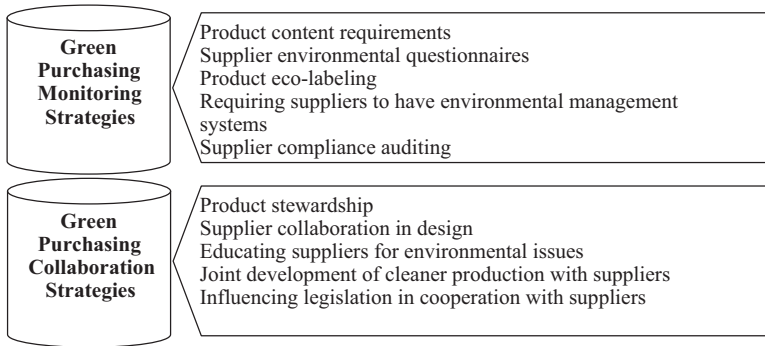 Green
Purchasing
Monitoring
Strategies
Product content requirements
Supplier environmental questionnaires
Product eco-labeling
Requiring suppliers to have environmental management
systems
Supplier compliance auditing
Green
Purchasing
Collaboration
Strategies
Product stewardship
Supplier collaboration in design
Educating suppliers for environmental issues
Joint development of cleaner production with suppliers
Influencing legislation in cooperation with suppliers